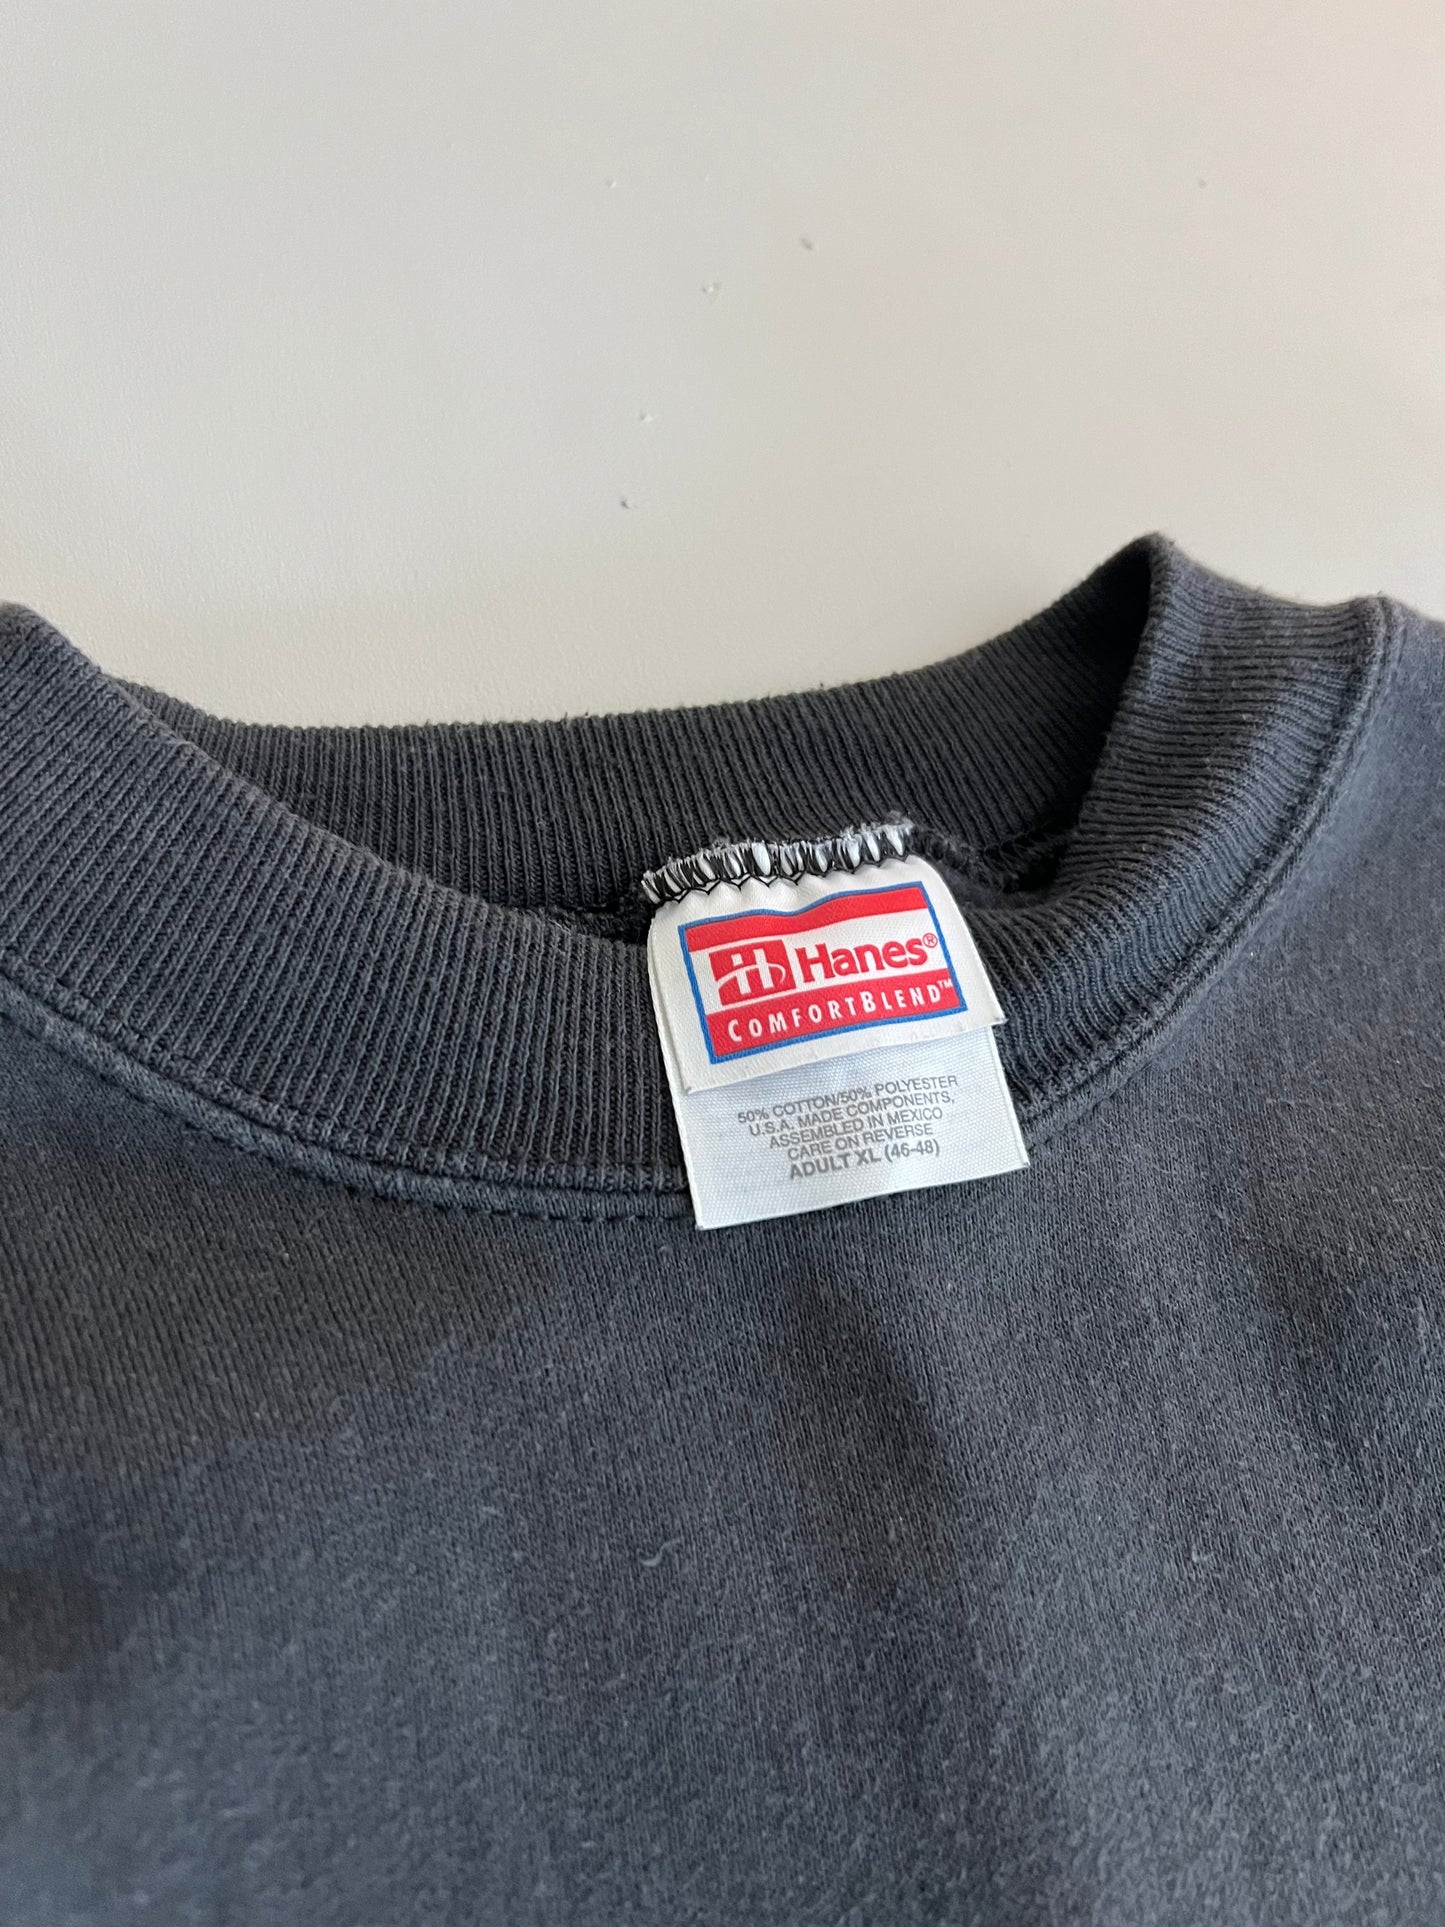 Hanes®
COMFORTBLEND™
50% COTTON/50% POLYESTER
U.S.A. MADE COMPONENTS,
ASSEMBLED IN MEXICO
CARE ON REVERSE
ADULT XL (46-48)